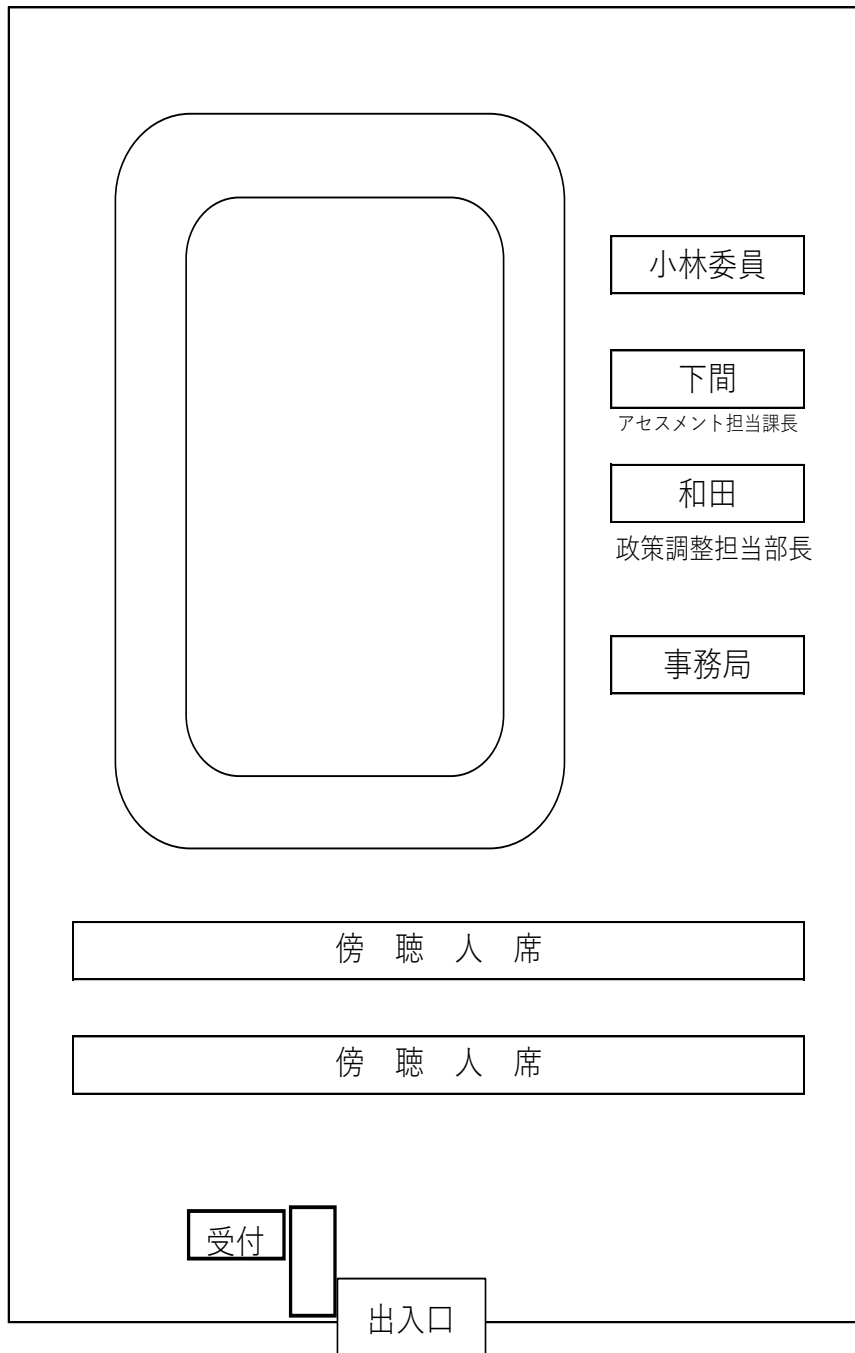 小林委員
下間
アセスメント担当課長
和田
政策調整担当部長
事務局
傍　聴　人　席
傍　聴　人　席
受付
出入口